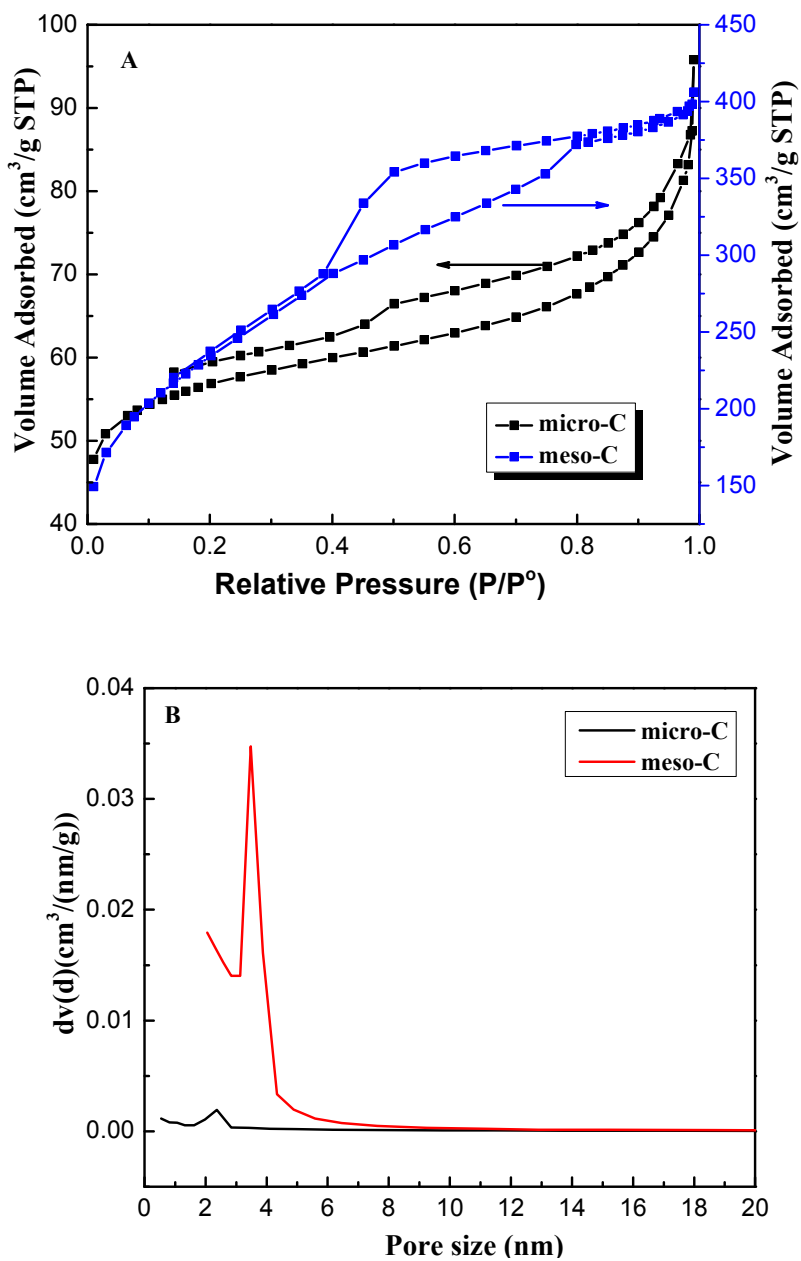 A
Volume Adsorbed (cm³/g STP)
100
90
80
70
60
50
40
450
400
350
300
250
200
150
Volume Adsorbed (cm³/g STP)
micro-C
meso-C
0.0 0.2 0.4 0.6 0.8 1.0
Relative Pressure (P/P°)
B
dv(d)(cm³/(nm/g))
0.04
0.03
0.02
0.01
0.00
micro-C
meso-C
0 2 4 6 8 10 12 14 16 18 20
Pore size (nm)